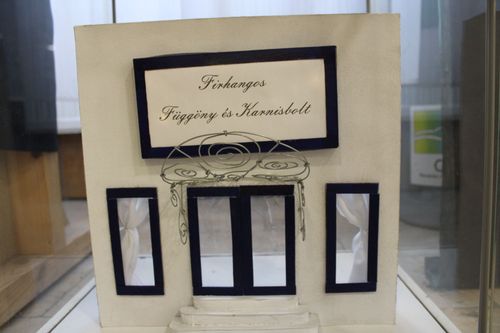 Firhangos
Függöny és Karnisbolt